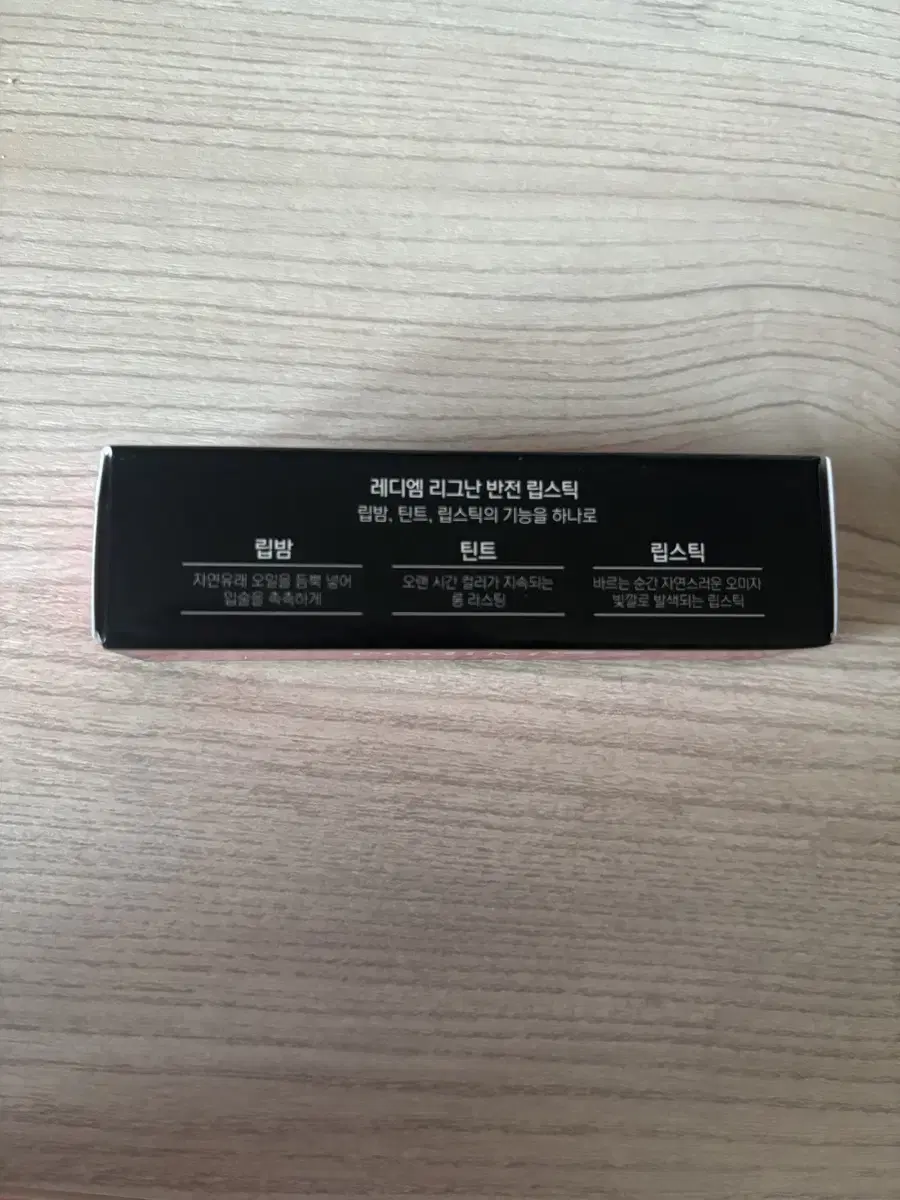 레디엠 리그난 반전 립스틱
립밤, 틴트, 립스틱의 기능을 하나로
립밤
자연유래 오일을 듬뿍 넣어
입술을 촉촉하게
틴트
오랜 시간 컬러가 지속되는
롱 라스팅
립스틱
바르는 순간 자연스러운 오미자
빛깔로 발색되는 립스틱